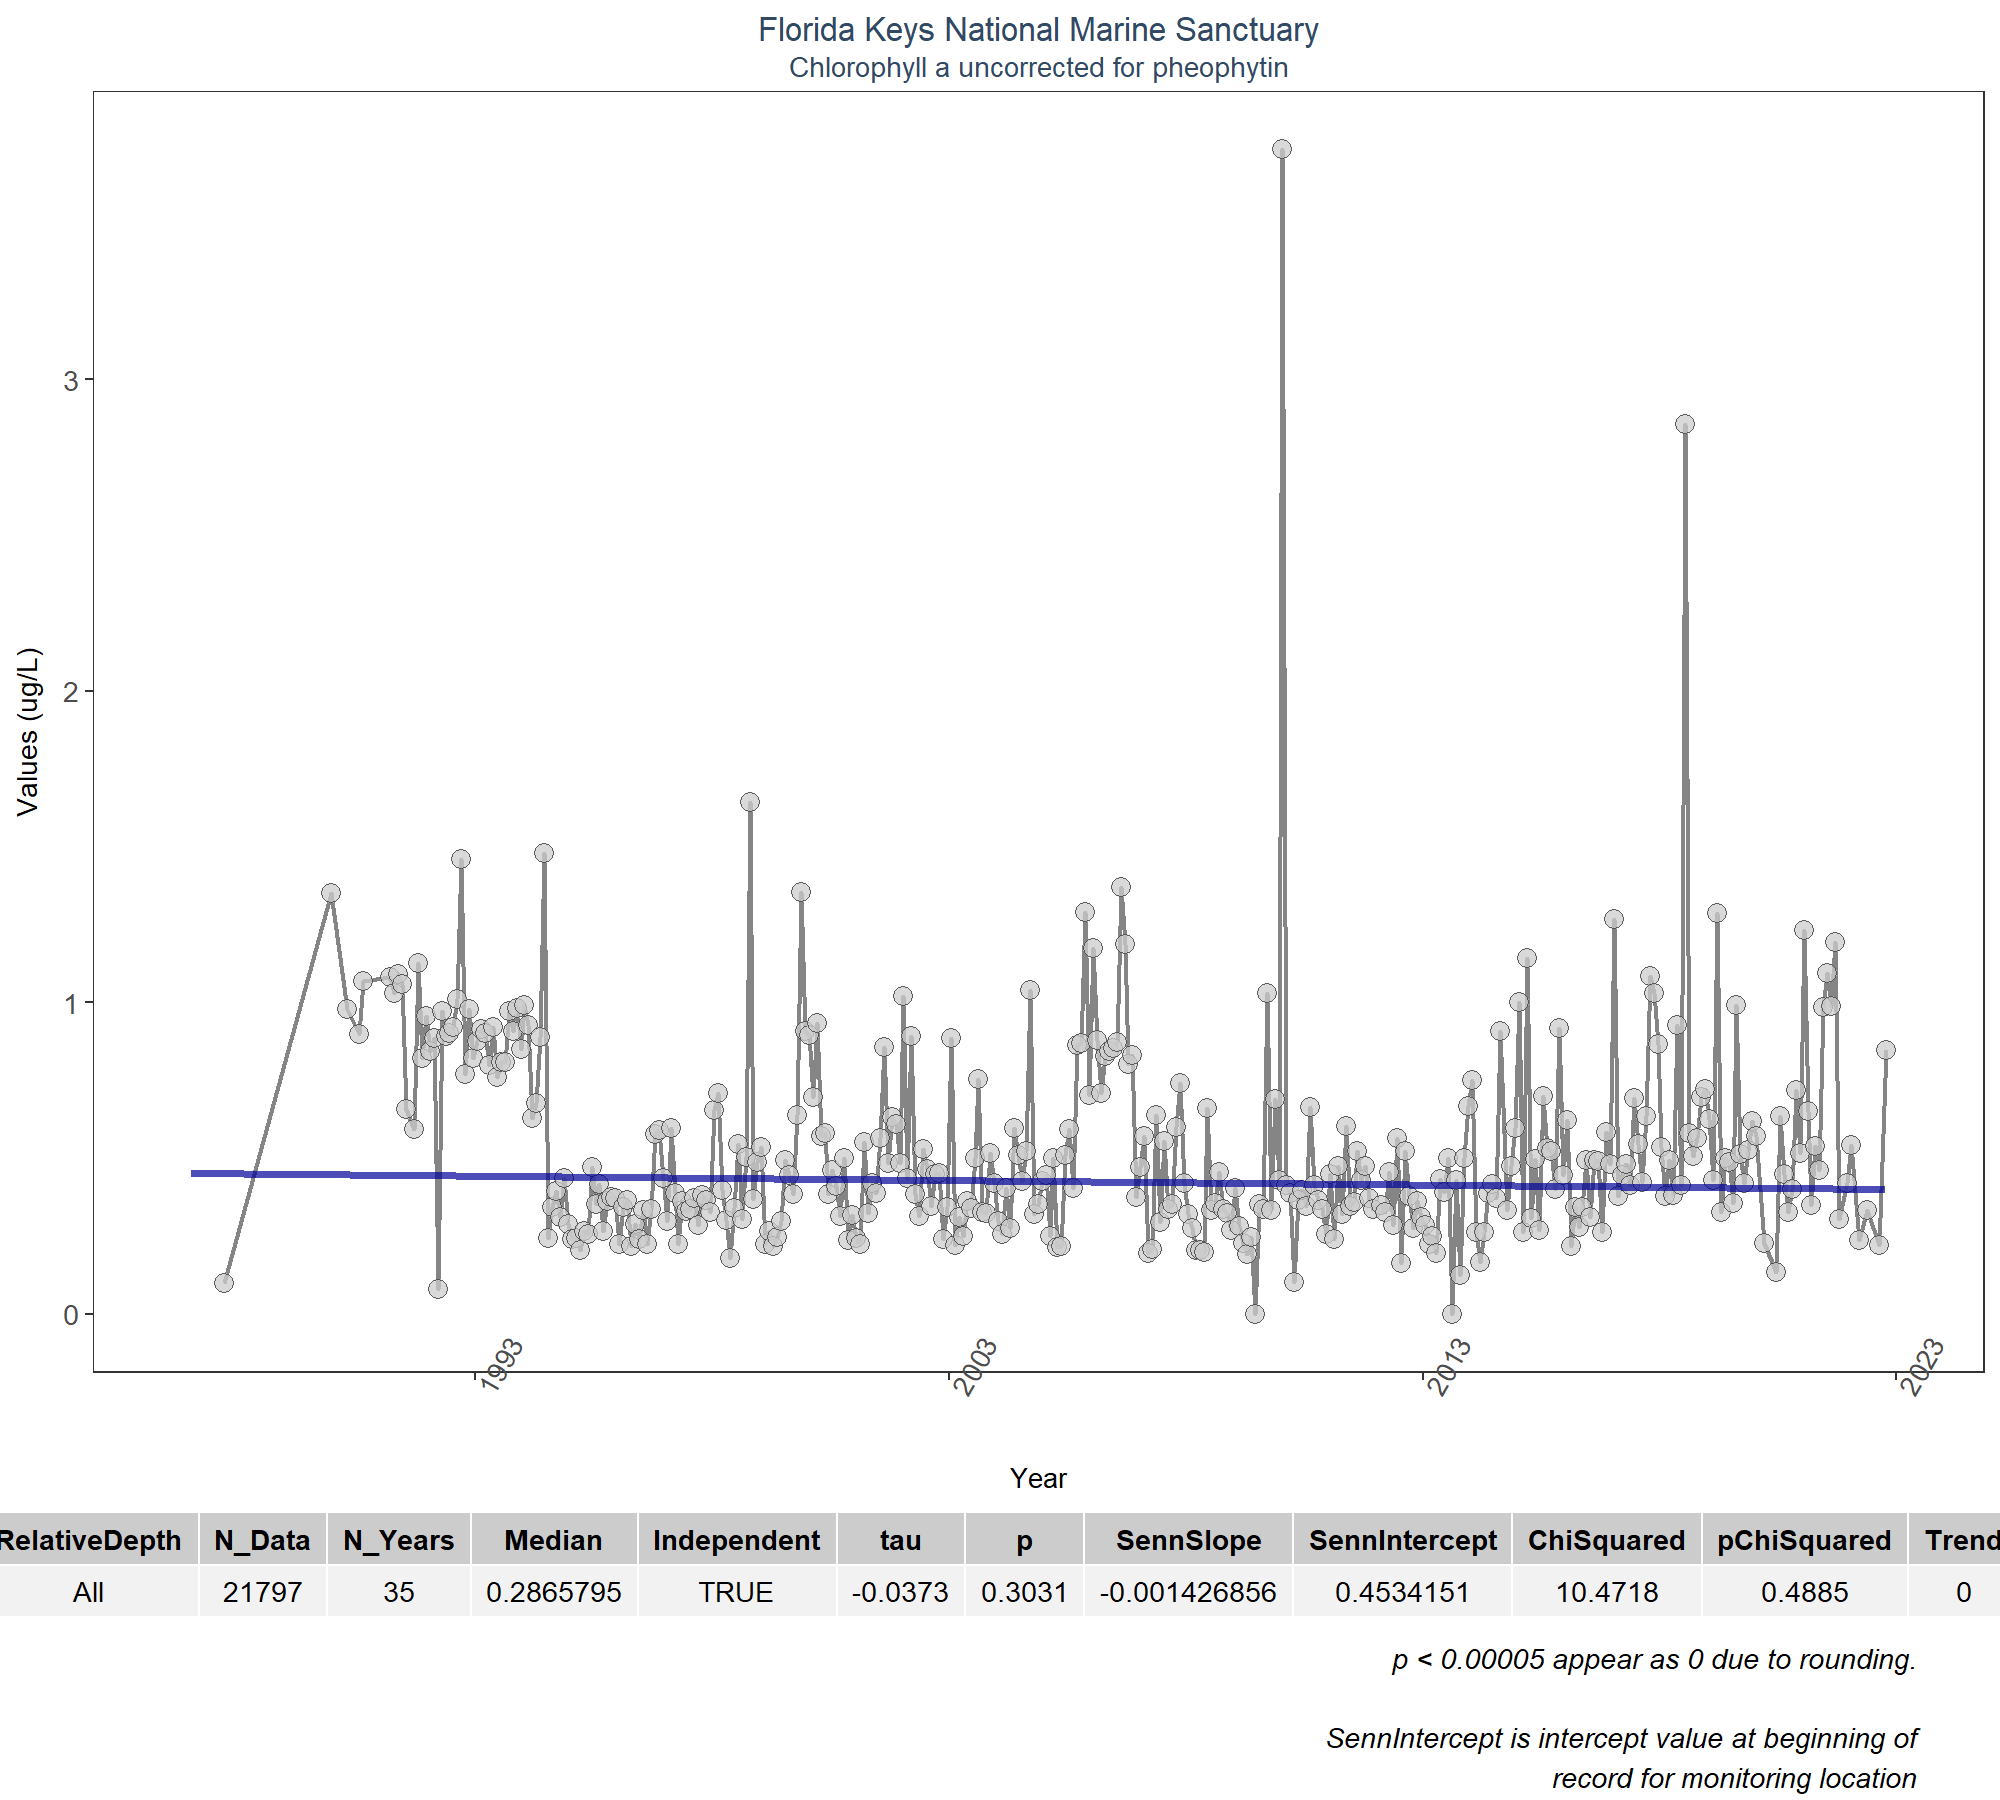 Florida Keys National Marine Sanctuary
Chlorophyll a uncorrected for pheophytin
Values (ug/L)
3
2
1
0
1993 2003 2013 2023
Year
RelativeDepth N_Data N_Years Median Independent tau p SennSlope SennIntercept ChiSquared pChiSquared Trend
All 21797 35 0.2865795 TRUE -0.0373 0.3031 -0.001426856 0.4534151 10.4718 0.4885 0
p < 0.00005 appear as 0 due to rounding.
SennIntercept is intercept value at beginning of
record for monitoring location